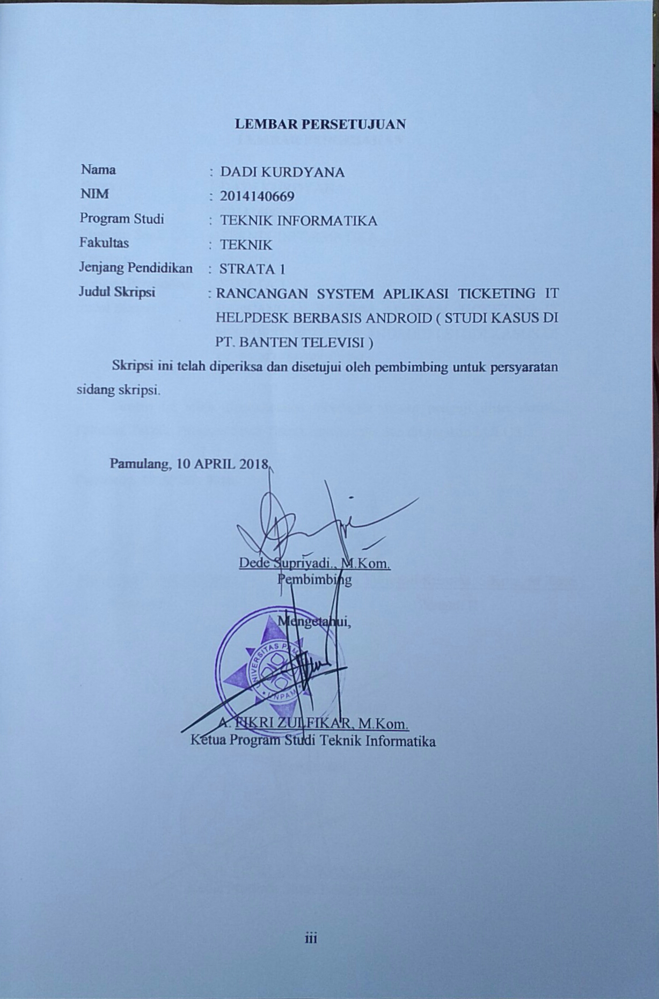 LEMBAR PERSETUJUAN
Nama : DADI KURDYANA
NIM : 2014140669
Program Studi : TEKNIK INFORMATIKA
Fakultas : TEKNIK
Jenjang Pendidikan : STRATA 1
Judul Skripsi : RANCANGAN SYSTEM APLIKASI TICKETING IT
HELPDESK BERBASIS ANDROID ( STUDI KASUS DI
PT. BANTEN TELEVISI )
Skripsi ini telah diperiksa dan disetujui oleh pembimbing untuk persyaratan
sidang skripsi.
Pamulang, 10 APRIL 2018
Dede Supriyadi., M.Kom.
Pembimbing
Mengetahui,
UNIVERSITAS
UNPAM
A. FIKRI ZULFIKAR, M.Kom.
Ketua Program Studi Teknik Informatika
iii